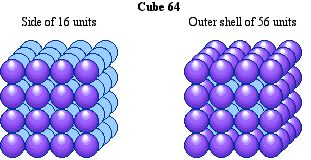 Cube 64
Side of 16 units
Outer shell of 56 units